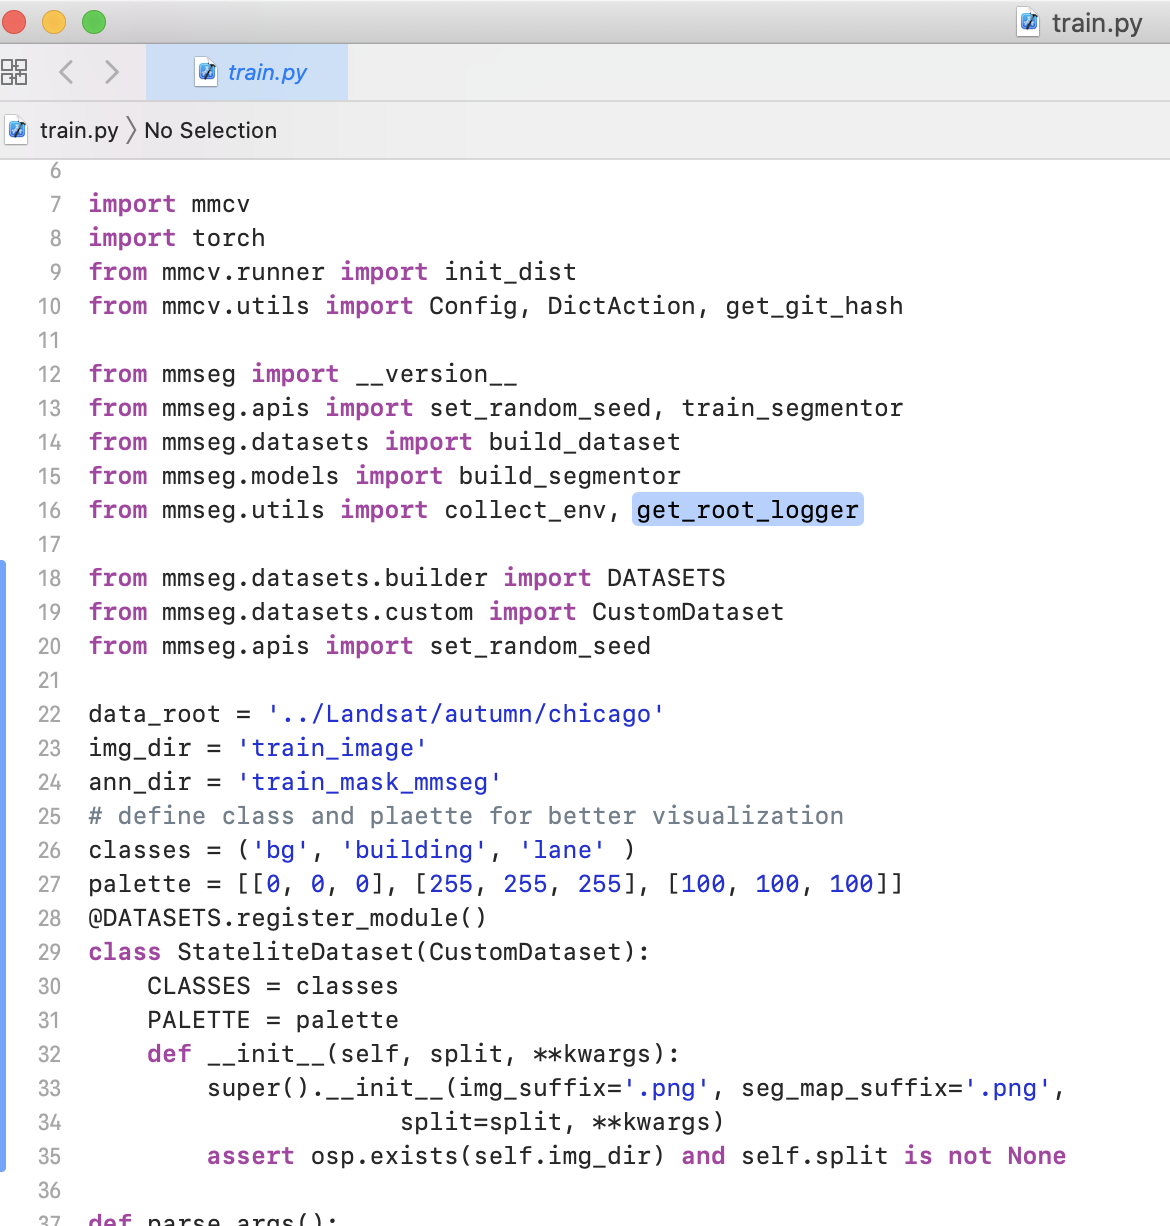 train.py
train.py
train.py No Selection
6
7 import mmcv
8 import torch
9 from mmcv.runner import init_dist
10 from mmcv.utils import Config, DictAction, get_git_hash
11
12 from mmseg import __version__
13 from mmseg.apis import set_random_seed, train_segmentor
14 from mmseg.datasets import build_dataset
15 from mmseg.models import build_segmentor
16 from mmseg.utils import collect_env, get_root_logger
17
18 from mmseg.datasets.builder import DATASETS
19 from mmseg.datasets.custom import CustomDataset
20 from mmseg.apis import set_random_seed
21
22 data_root = '../Landsat/autumn/chicago'
23 img_dir = 'train_image'
24 ann_dir = 'train_mask_mmseg'
25 # define class and plaette for better visualization
26 classes = ('bg', 'building', 'lane' )
27 palette = [[0, 0, 0], [255, 255, 255], [100, 100, 100]]
28 @DATASETS.register_module()
29 class StateliteDataset(CustomDataset):
30     CLASSES = classes
31     PALETTE = palette
32     def __init__(self, split, **kwargs):
33         super().__init__(img_suffix='.png', seg_map_suffix='.png',
34                      split=split, **kwargs)
35         assert osp.exists(self.img_dir) and self.split is not None
36
37 def parse_args():